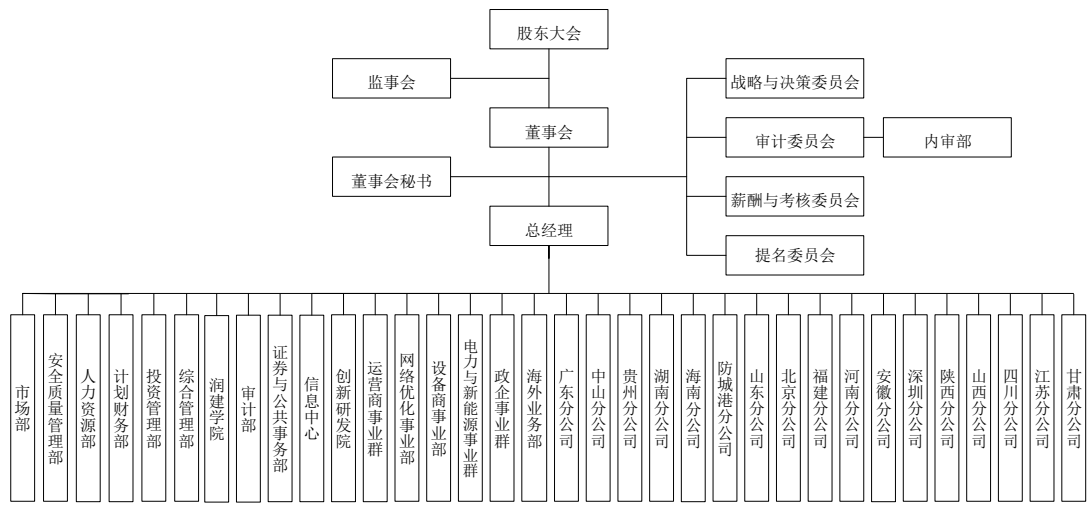 股东大会
监事会
战略与决策委员会
董事会
审计委员会
内审部
董事会秘书
薪酬与考核委员会
总经理
提名委员会
市场部
安全质量管理部
人力资源部
计划财务部
投资管理部
综合管理部
润建学院
审计部
证券与公共事务部
信息中心
创新研发院
运营商事业群
网络优化事业部
设备商事业部
电力与新能源事业群
政企事业群
海外业务部
广东分公司
中山分公司
贵州分公司
湖南分公司
海南分公司
防城港分公司
山东分公司
北京分公司
福建分公司
河南分公司
安徽分公司
深圳分公司
陕西分公司
山西分公司
四川分公司
江苏分公司
甘肃分公司